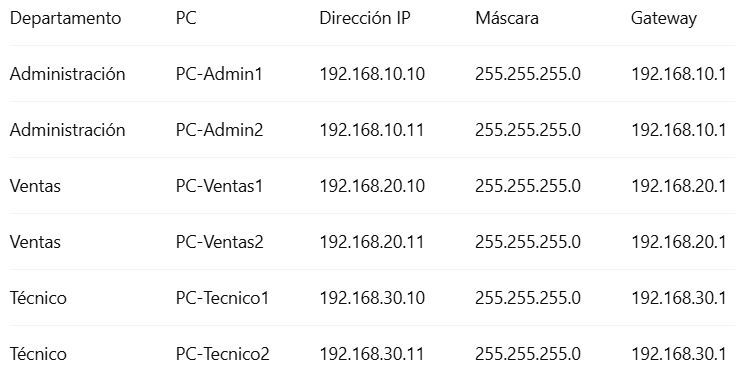 Departamento PC Dirección IP Máscara Gateway
Administración PC-Admin1 192.168.10.10 255.255.255.0 192.168.10.1
Administración PC-Admin2 192.168.10.11 255.255.255.0 192.168.10.1
Ventas PC-Ventas1 192.168.20.10 255.255.255.0 192.168.20.1
Ventas PC-Ventas2 192.168.20.11 255.255.255.0 192.168.20.1
Técnico PC-Tecnico1 192.168.30.10 255.255.255.0 192.168.30.1
Técnico PC-Tecnico2 192.168.30.11 255.255.255.0 192.168.30.1